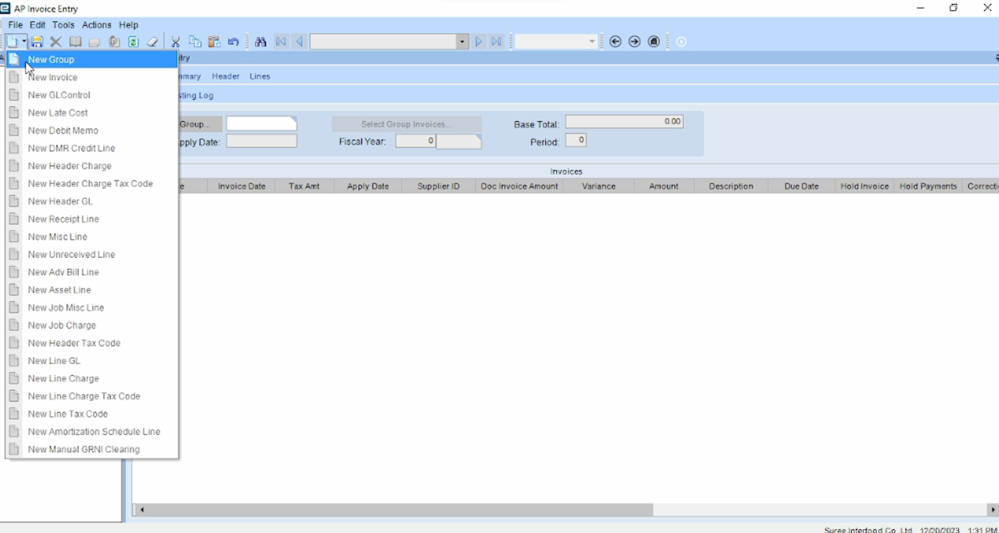 AP Invoice Entry
File Edit Tools Actions Help
New Group
try
New Invoice
mmary Header Lines
New GLControl
sting Log
New Late Cost
Group...
Select Group Invoices...
Base Total: 0.00
New Debit Memo
pply Date:
Fiscal Year: 0
Period: 0
New DMR Credit Line
New Header Charge
Invoices
New Header Charge Tax Code
e Invoice Date Tax Amt Apply Date Supplier ID Doc Invoice Amount Variance Amount Description Due Date Hold Invoice Hold Payments Correcti
New Header GL
New Receipt Line
New Misc Line
New Unreceived Line
New Adv Bill Line
New Asset Line
New Job Misc Line
New Job Charge
New Header Tax Code
New Line GL
New Line Charge
New Line Charge Tax Code
New Line Tax Code
New Amortization Schedule Line
New Manual GRNI Clearing
Suree Interfood Co.,Ltd. 12/20/2023 1:31 PM